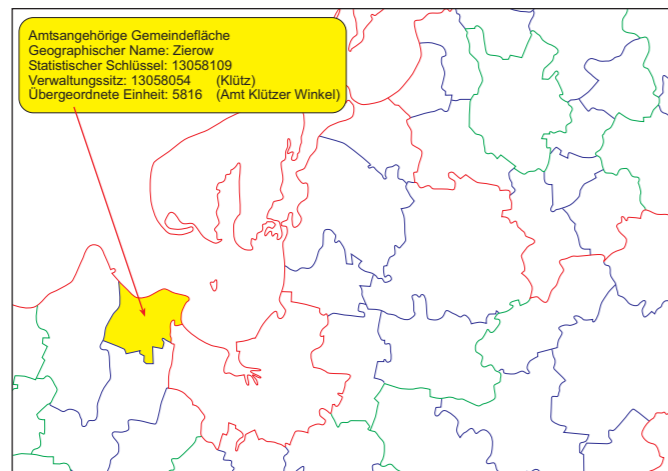 Amtsangehörige Gemeindefläche
Geographischer Name: Zierow
Statistischer Schlüssel: 13058109
Verwaltungssitz: 13058054 (Klütz)
Übergeordnete Einheit: 5816 (Amt Klützer Winkel)